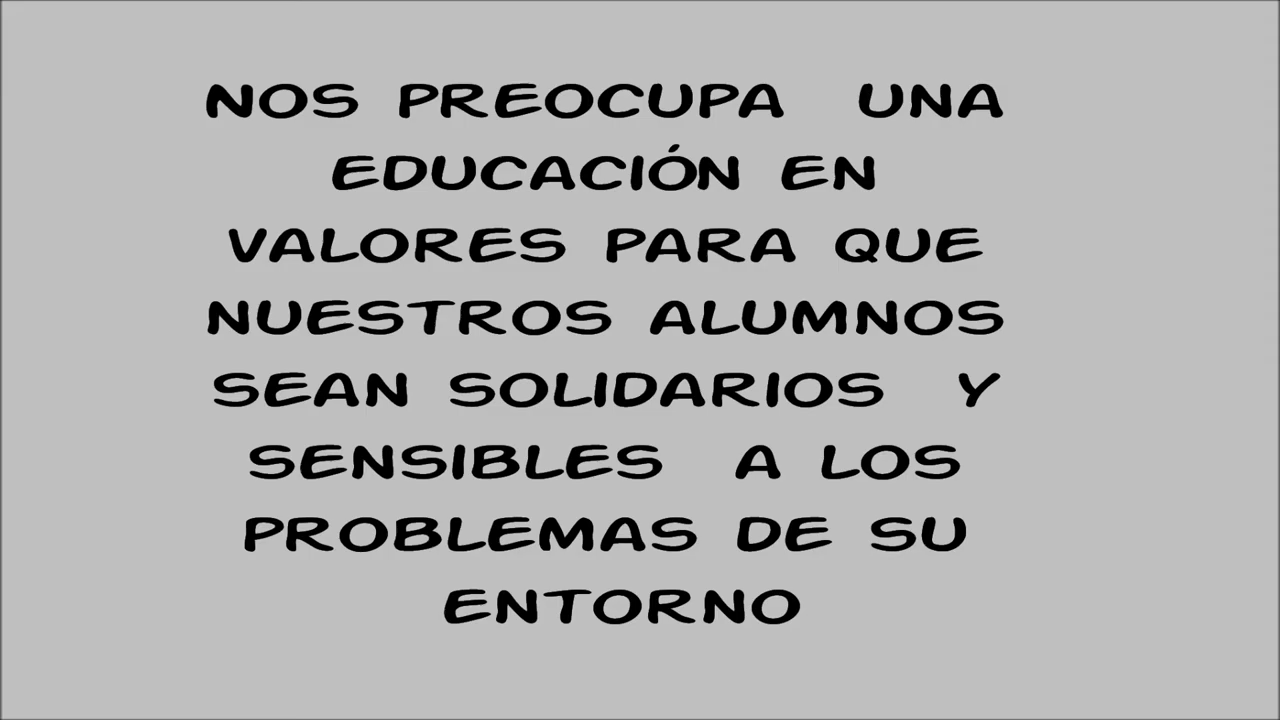 NOS PREOCUPA UNA
EDUCACIÓN EN
VALORES PARA QUE
NUESTROS ALUMNOS
SEAN SOLIDARIOS Y
SENSIBLES A LOS
PROBLEMAS DE SU
ENTORNO